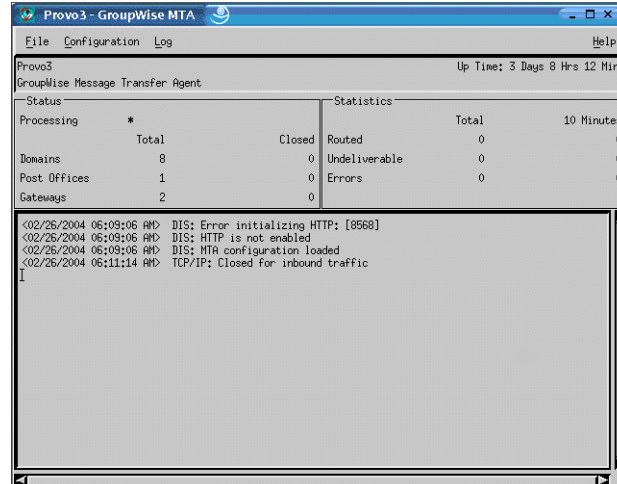 Provo3 - GroupWise MTA
File Configuration Log Help
Provo3 Up Time: 3 Days 8 Hrs 12 Min
GroupWise Message Transfer Agent
Status Statistics
Processing * Total 10 Minute
Total Closed Routed 0
Domains 8 0 Undeliverable 0
Post Offices 1 0 Errors 0
Gateways 2 0
<02/26/2004 06:09:06 AM> DIS: Error initializing HTTP: [8568]
<02/26/2004 06:09:06 AM> DIS: HTTP is not enabled
<02/26/2004 06:09:06 AM> DIS: MTA configuration loaded
<02/26/2004 06:11:14 AM> TCP/IP: Closed for inbound traffic